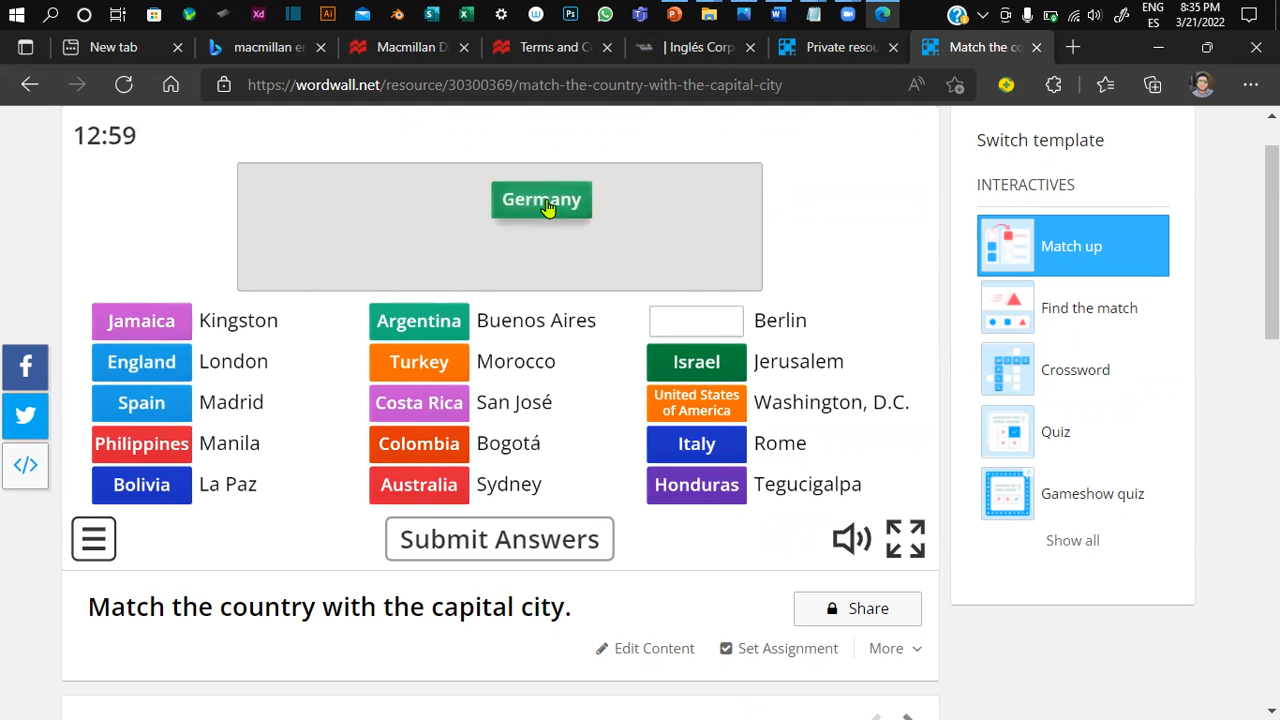 8:35 PM
ENG
ES
3/21/2022
New tab
macmillan er
Macmillan D
Terms and Co
| Inglés Corp
Private resou
Match the co
https://wordwall.net/resource/30300369/match-the-country-with-the-capital-city
12:59
Germany
Jamaica Kingston Argentina Buenos Aires Berlin
England London Turkey Morocco Israel Jerusalem
Spain Madrid Costa Rica San José United States of America Washington, D.C.
Philippines Manila Colombia Bogotá Italy Rome
Bolivia La Paz Australia Sydney Honduras Tegucigalpa
Submit Answers
Match the country with the capital city.
Share
Edit Content Set Assignment More
Switch template
INTERACTIVES
Match up
Find the match
Crossword
Quiz
Gameshow quiz
Show all